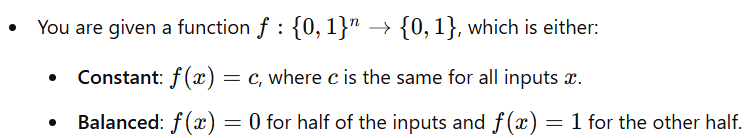 • You are given a function f : {0, 1}ⁿ → {0, 1}, which is either:
• Constant: f(x) = c, where c is the same for all inputs x.
• Balanced: f(x) = 0 for half of the inputs and f(x) = 1 for the other half.